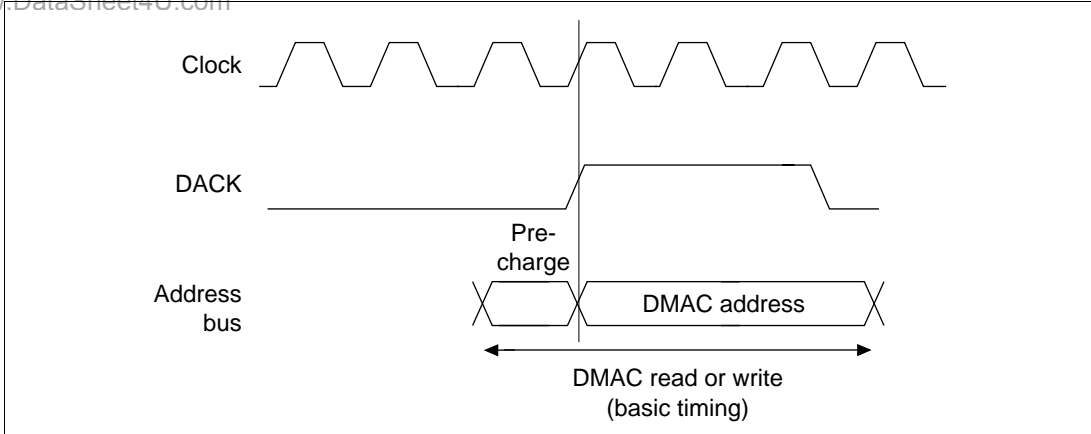 .DataSheet4U.com
Clock
DACK
Pre-
charge
Address
bus
DMAC address
DMAC read or write
(basic timing)